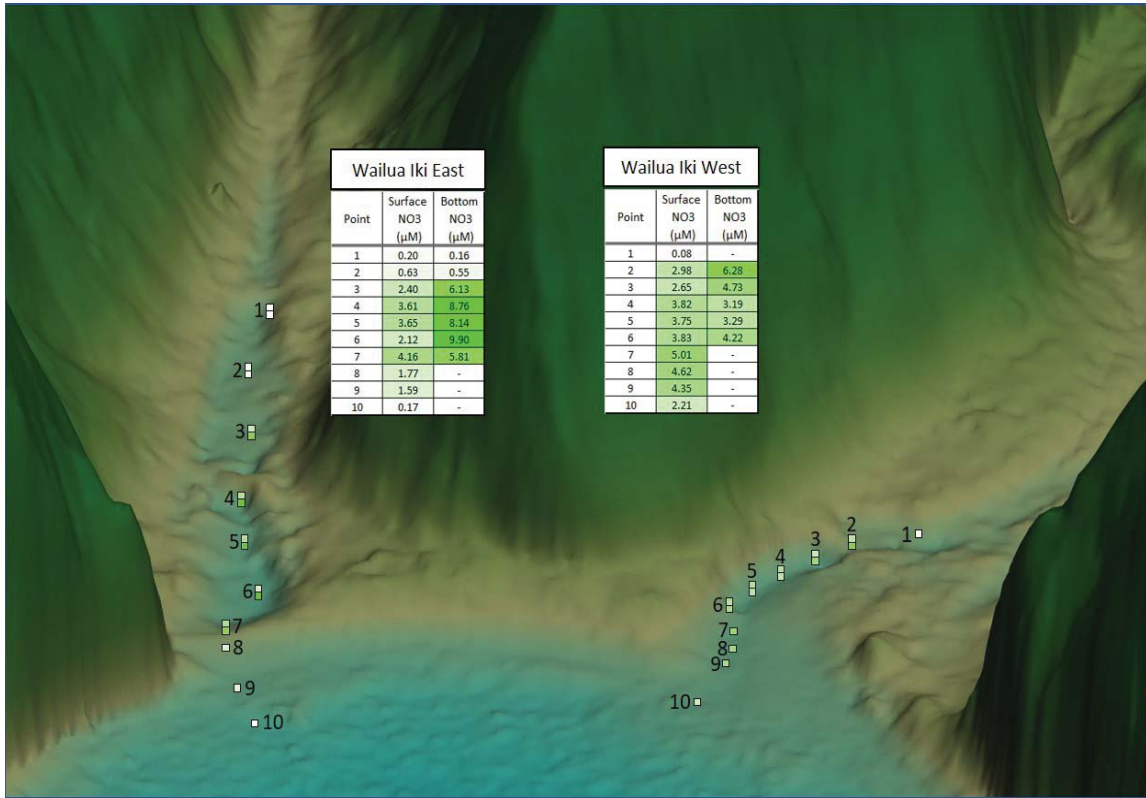 Wailua Iki East
Point Surface NO3 (µM) Bottom NO3 (µM)
1 0.20 0.16
2 0.63 0.55
3 2.40 6.13
4 3.61 8.76
5 3.65 8.14
6 2.12 9.90
7 4.16 5.81
8 1.77 -
9 1.59 -
10 0.17 -
Wailua Iki West
Point Surface NO3 (µM) Bottom NO3 (µM)
1 0.08 -
2 2.98 6.28
3 2.65 4.73
4 3.82 3.19
5 3.75 3.29
6 3.83 4.22
7 5.01 -
8 4.62 -
9 4.35 -
10 2.21 -
1
2
3
4
5
6
7
8
9
10
1
2
3
4
5
6
7
8
9
10